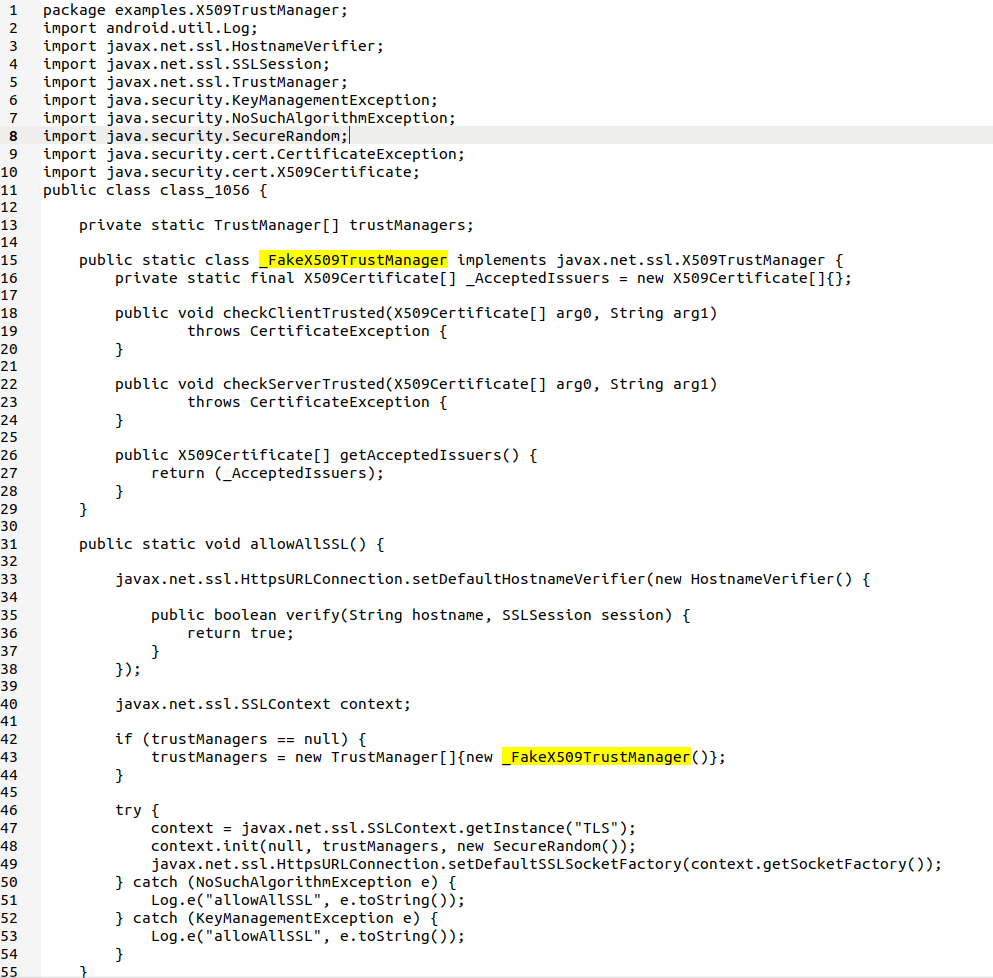 1 package examples.X509TrustManager;
2 import android.util.Log;
3 import javax.net.ssl.HostnameVerifier;
4 import javax.net.ssl.SSLSession;
5 import javax.net.ssl.TrustManager;
6 import java.security.KeyManagementException;
7 import java.security.NoSuchAlgorithmException;
8 import java.security.SecureRandom;
9 import java.security.cert.CertificateException;
10 import java.security.cert.X509Certificate;
11 public class class_1056 {
12
13     private static TrustManager[] trustManagers;
14
15     public static class _FakeX509TrustManager implements javax.net.ssl.X509TrustManager {
16         private static final X509Certificate[] _AcceptedIssuers = new X509Certificate[]{};
17
18         public void checkClientTrusted(X509Certificate[] arg0, String arg1)
19                 throws CertificateException {
20         }
21
22         public void checkServerTrusted(X509Certificate[] arg0, String arg1)
23                 throws CertificateException {
24         }
25
26         public X509Certificate[] getAcceptedIssuers() {
27             return (_AcceptedIssuers);
28         }
29     }
30
31     public static void allowAllSSL() {
32
33         javax.net.ssl.HttpsURLConnection.setDefaultHostnameVerifier(new HostnameVerifier() {
34
35             public boolean verify(String hostname, SSLSession session) {
36                 return true;
37             }
38         });
39
40         javax.net.ssl.SSLContext context;
41
42         if (trustManagers == null) {
43             trustManagers = new TrustManager[]{new _FakeX509TrustManager()};
44         }
45
46         try {
47             context = javax.net.ssl.SSLContext.getInstance("TLS");
48             context.init(null, trustManagers, new SecureRandom());
49             javax.net.ssl.HttpsURLConnection.setDefaultSSLSocketFactory(context.getSocketFactory());
50         } catch (NoSuchAlgorithmException e) {
51             Log.e("allowAllSSL", e.toString());
52         } catch (KeyManagementException e) {
53             Log.e("allowAllSSL", e.toString());
54         }
55     }